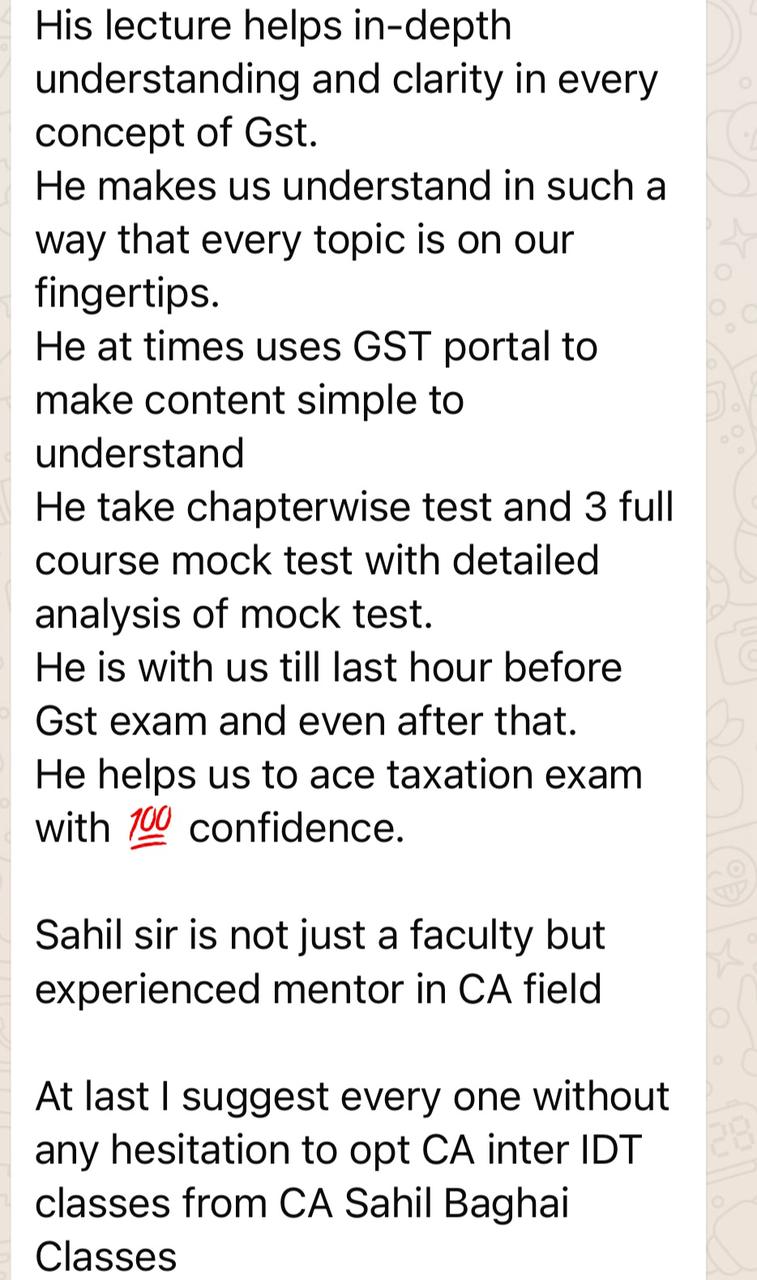 His lecture helps in-depth
understanding and clarity in every
concept of Gst.
He makes us understand in such a
way that every topic is on our
fingertips.
He at times uses GST portal to
make content simple to
understand
He take chapterwise test and 3 full
course mock test with detailed
analysis of mock test.
He is with us till last hour before
Gst exam and even after that.
He helps us to ace taxation exam
with 💯 confidence.
Sahil sir is not just a faculty but
experienced mentor in CA field
At last I suggest every one without
any hesitation to opt CA inter IDT
classes from CA Sahil Baghai
Classes